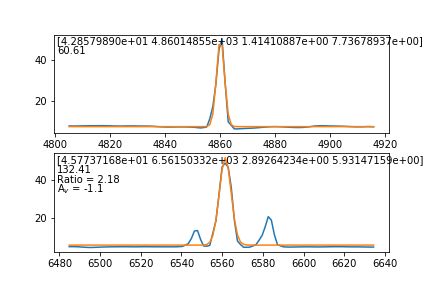 [4.28579890e+01 4.86014855e+03 1.41410887e+00 7.73678937e+00]
60.61
40
20
4800 4820 4840 4860 4880 4900 4920
[4.57737168e+01 6.56150332e+03 2.89264234e+00 5.93147159e+00]
132.41
Ratio = 2.18
Aᵥ = -1.1
40
20
6480 6500 6520 6540 6560 6580 6600 6620 6640